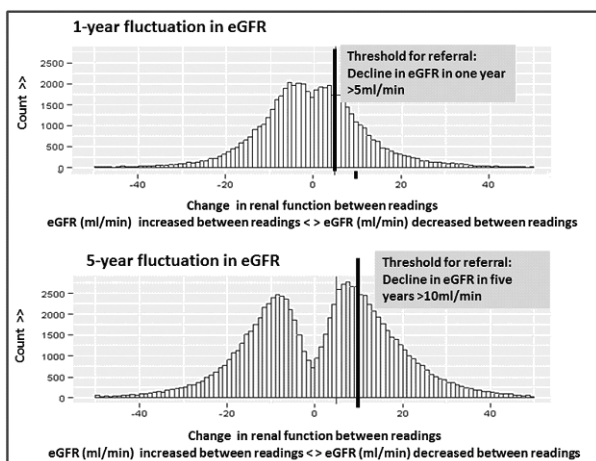 1-year fluctuation in eGFR
Threshold for referral:
Decline in eGFR in one year
>5ml/min
Count >>
2500
2000
1500
1000
500
0
-40
-20
0
20
40
Change in renal function between readings
eGFR (ml/min) increased between readings < > eGFR (ml/min) decreased between readings
5-year fluctuation in eGFR
Threshold for referral:
Decline in eGFR in five
years >10ml/min
Count >>
2500
2000
1500
1000
500
0
-40
-20
0
20
40
Change in renal function between readings
eGFR (ml/min) increased between readings < > eGFR (ml/min) decreased between readings